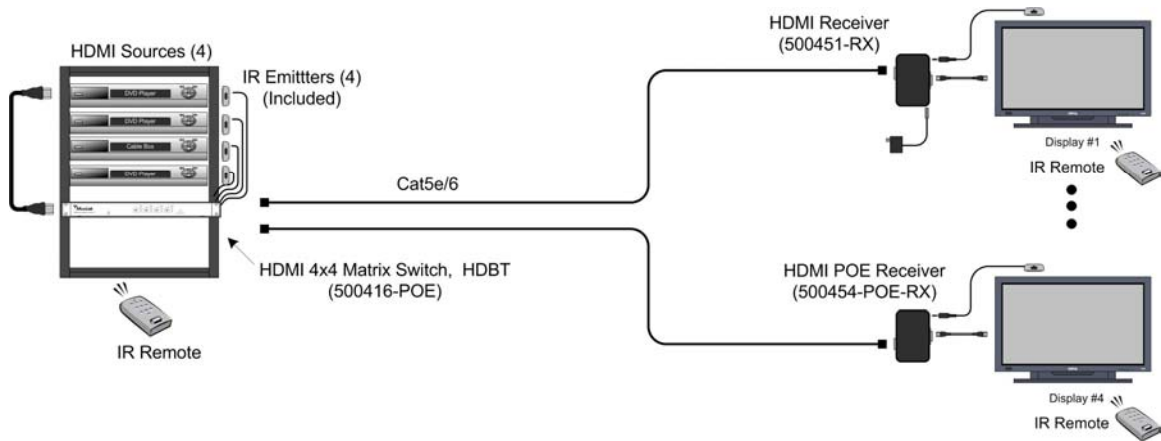 HDMI Sources (4)
IR Emittters (4)
(Included)
DVD Player
DVD Player
Cable Box
DVD Player
Cat5e/6
HDMI 4x4 Matrix Switch, HDBT
(500416-POE)
IR Remote
HDMI Receiver
(500451-RX)
Display #1
IR Remote
HDMI POE Receiver
(500454-POE-RX)
Display #4
IR Remote